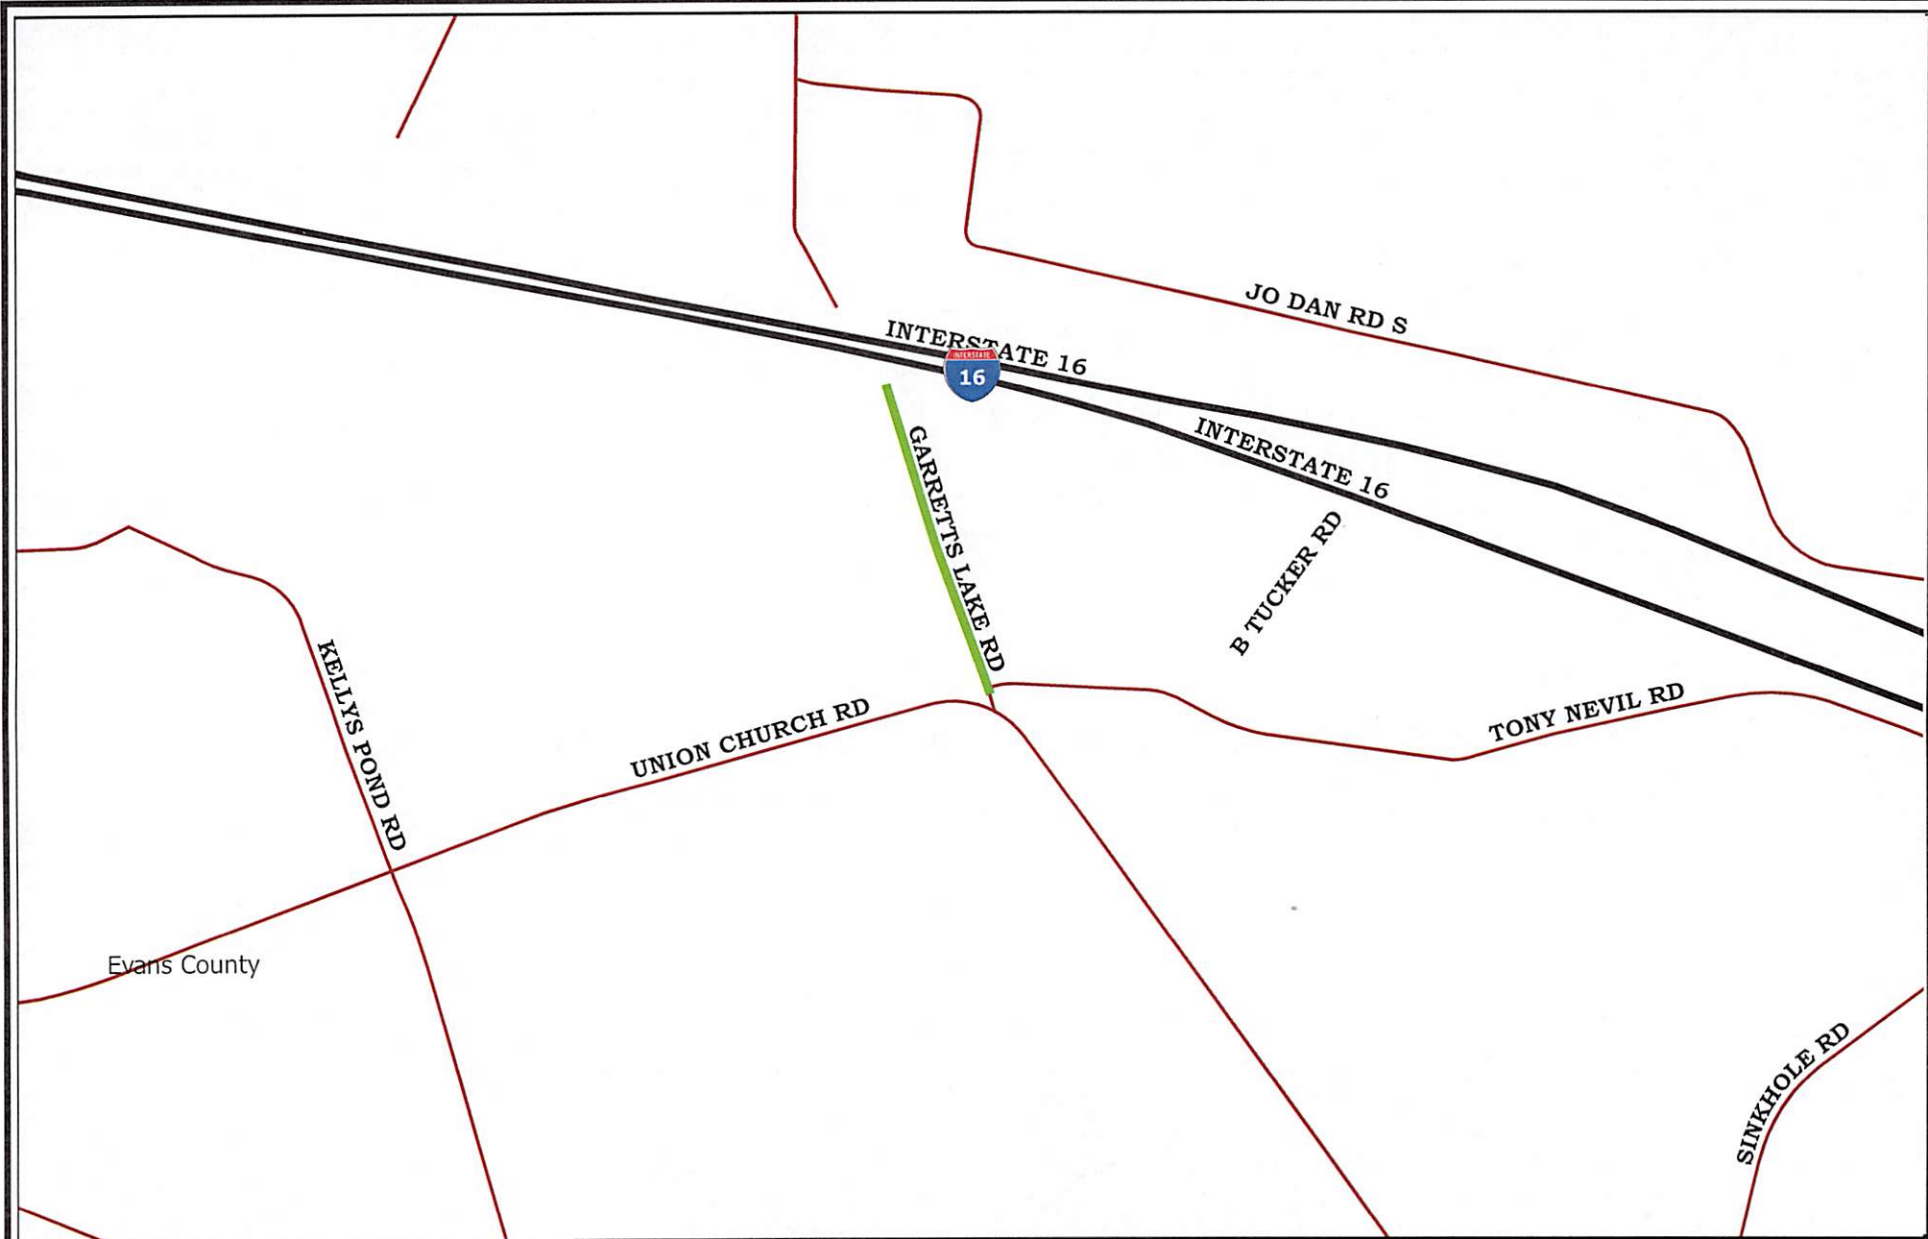 JO DAN RD S
INTERSTATE 16
INTERSTATE
16
INTERSTATE 16
GARRETTS LAKE RD
B TUCKER RD
KELLYS POND RD
UNION CHURCH RD
TONY NEVIL RD
Evans County
SINKHOLE RD